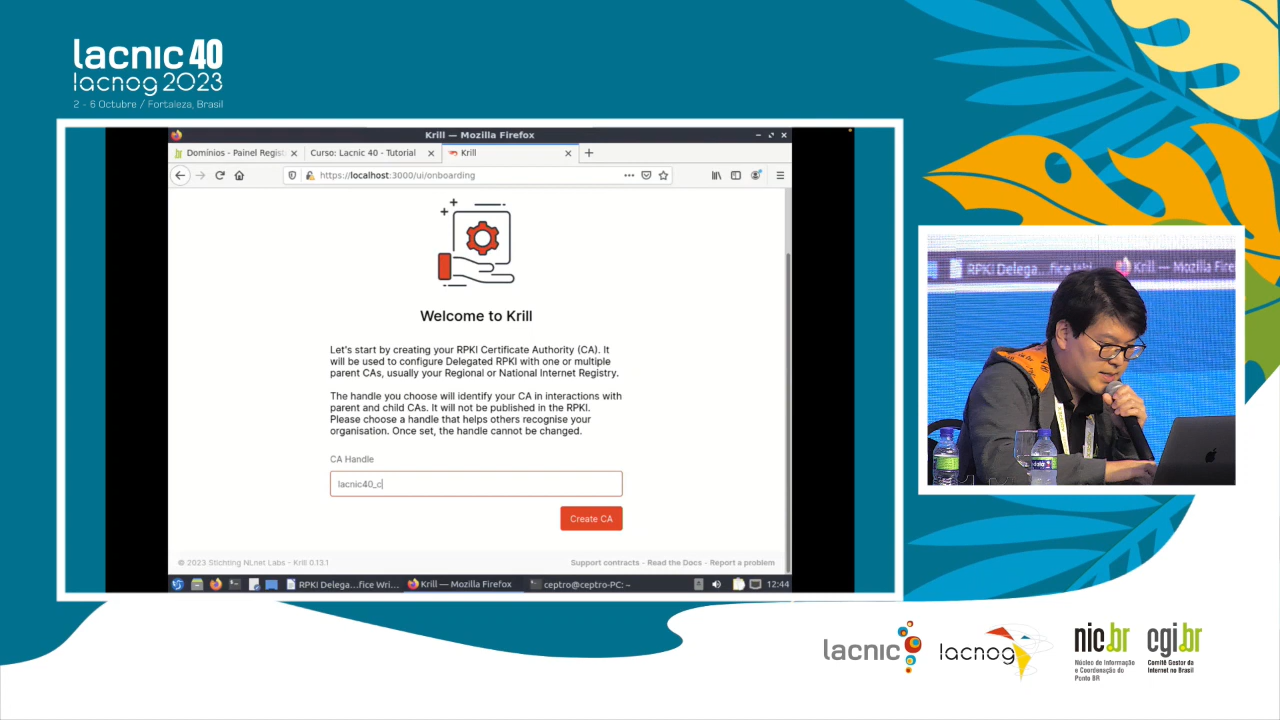 lacnic 40
lacnog 2023
2 - 6 Octubre / Fortaleza, Brasil
Krill — Mozilla Firefox
Domínios - Painel Regist
Curso: Lacnic 40 - Tutorial
Krill
https://localhost:3000/ui/onboarding
Welcome to Krill
Let's start by creating your RPKI Certificate Authority (CA). It
will be used to configure Delegated RPKI with one or multiple
parent CAs, usually your Regional or National Internet Registry.
The handle you choose will identify your CA in interactions with
parent and child CAs. It will not be published in the RPKI.
Please choose a handle that helps others recognise your
organisation. Once set, the handle cannot be changed.
CA Handle
lacnic40_c
Create CA
© 2023 Stichting NLnet Labs - Krill 0.13.1
Support contracts - Read the Docs - Report a problem
RPKI Delega...fice Wri...
Krill — Mozilla Firefox
ceptro@ceptro-PC: ~
12:44
RPKI Delega...fice Wri
Krill — Mozilla Fire
lacnic
lacnog
nic.br
Núcleo de Informação
e Coordenação do
Ponto BR
cgi.br
Comitê Gestor da
Internet no Brasil